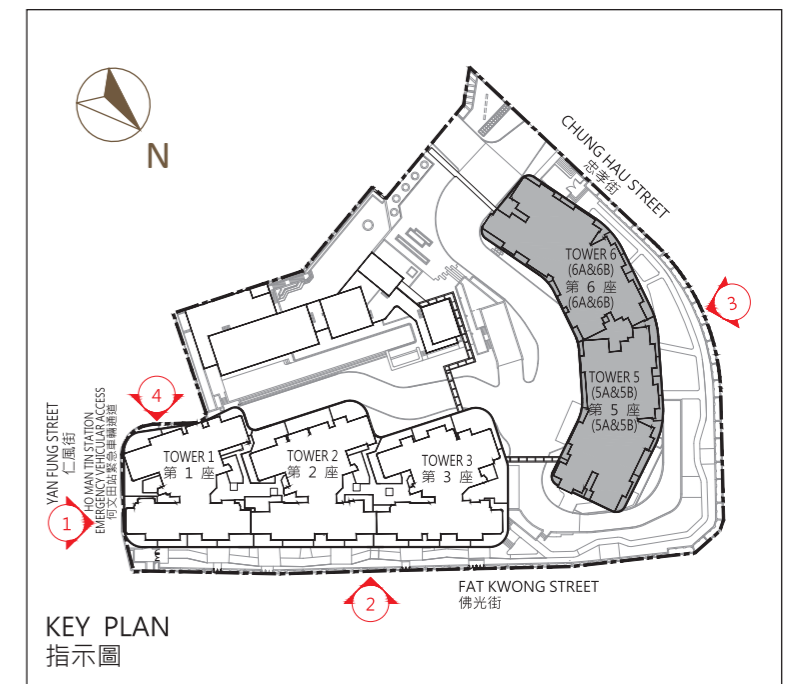 N
CHUNG HAU STREET
忠孝街
TOWER 6
(6A&6B)
第 6 座
(6A&6B)
3
TOWER 5
(5A&5B)
第 5 座
(5A&5B)
4
YAN FUNG STREET
仁風街
HO MAN TIN STATION
EMERGENCY VEHICULAR ACCESS
何文田站緊急車輛通道
TOWER 1
第 1 座
TOWER 2
第 2 座
TOWER 3
第 3 座
1
2
FAT KWONG STREET
佛光街
KEY PLAN
指示圖